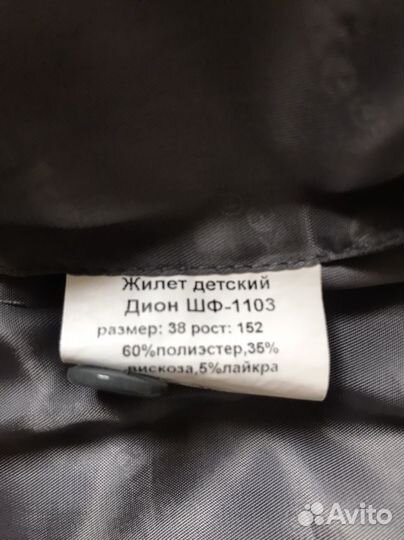 Жилет детский
Дион ШФ-1103
размер: 38 рост: 152
60%полиэстер,35%
вискоза,5%лайкра
Avito